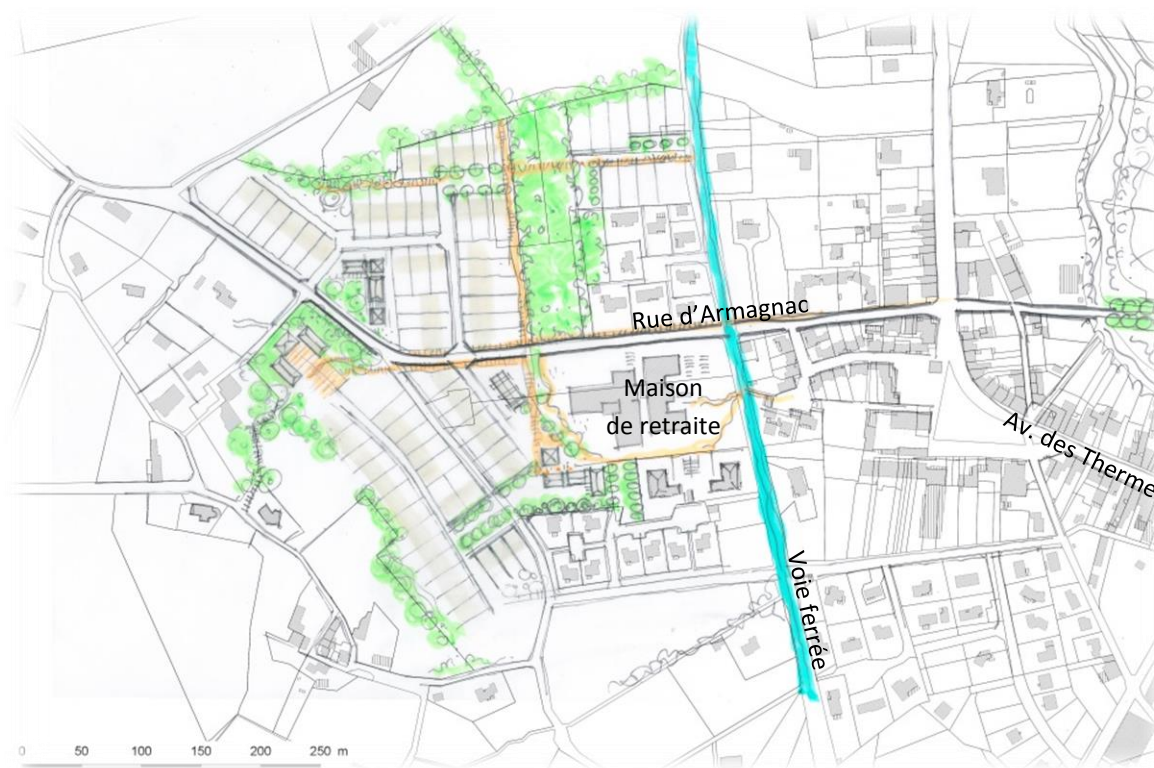 Rue d'Armagnac
Maison
de retraite
Av. des Therme
Voie ferrée
0 50 100 150 200 250 m